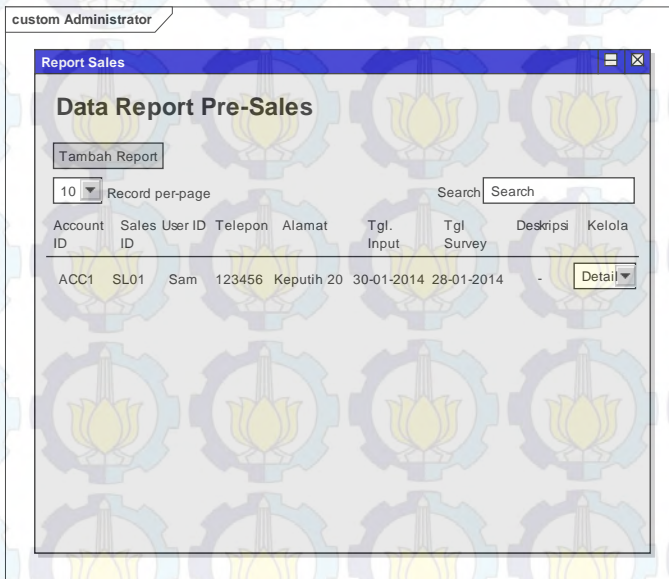 custom Administrator
Report Sales
Data Report Pre-Sales
Tambah Report
10 Record per-page Search Search
Account ID Sales ID User ID Telepon Alamat Tgl. Input Tgl Survey Deskripsi Kelola
ACC1 SL01 Sam 123456 Keputih 20 30-01-2014 28-01-2014 - Detail